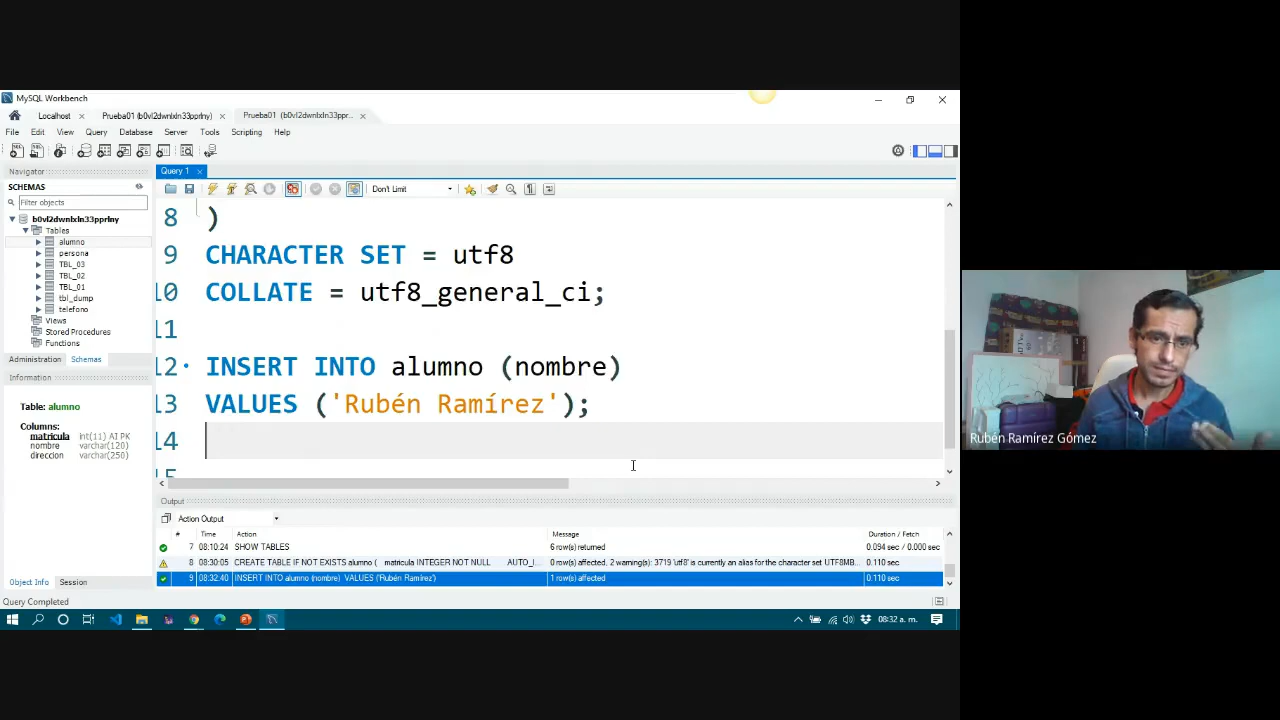 MySQL Workbench
Localhost
Prueba01 (b0vl2dwnlxln33pprlny)
Prueba01 (b0vl2dwnlxln33ppr...
File Edit View Query Database Server Tools Scripting Help
Navigator
SCHEMAS
Filter objects
b0vl2dwnlxln33pprlny
Tables
alumno
persona
TBL_03
TBL_02
TBL_01
tbl_dump
telefono
Views
Stored Procedures
Functions
Administration Schemas
Information
Table: alumno
Columns:
matricula int(11) AI PK
nombre varchar(120)
direccion varchar(250)
Object Info Session
Query Completed
Query 1
Don't Limit
8 )
9 CHARACTER SET = utf8
10 COLLATE = utf8_general_ci;
11
12 INSERT INTO alumno (nombre)
13 VALUES ('Rubén Ramírez');
14
15
Output
Action Output
# Time Action Message Duration / Fetch
7 08:10:24 SHOW TABLES 6 row(s) returned 0.094 sec / 0.000 sec
8 08:30:05 CREATE TABLE IF NOT EXISTS alumno ( matricula INTEGER NOT NULL AUTO_I... 0 row(s) affected, 2 warning(s): 3719 'utf8' is currently an alias for the character set UTF8MB... 0.110 sec
9 08:32:40 INSERT INTO alumno (nombre) VALUES ('Rubén Ramírez') 1 row(s) affected 0.110 sec
08:32 a. m.
Rubén Ramírez Gómez